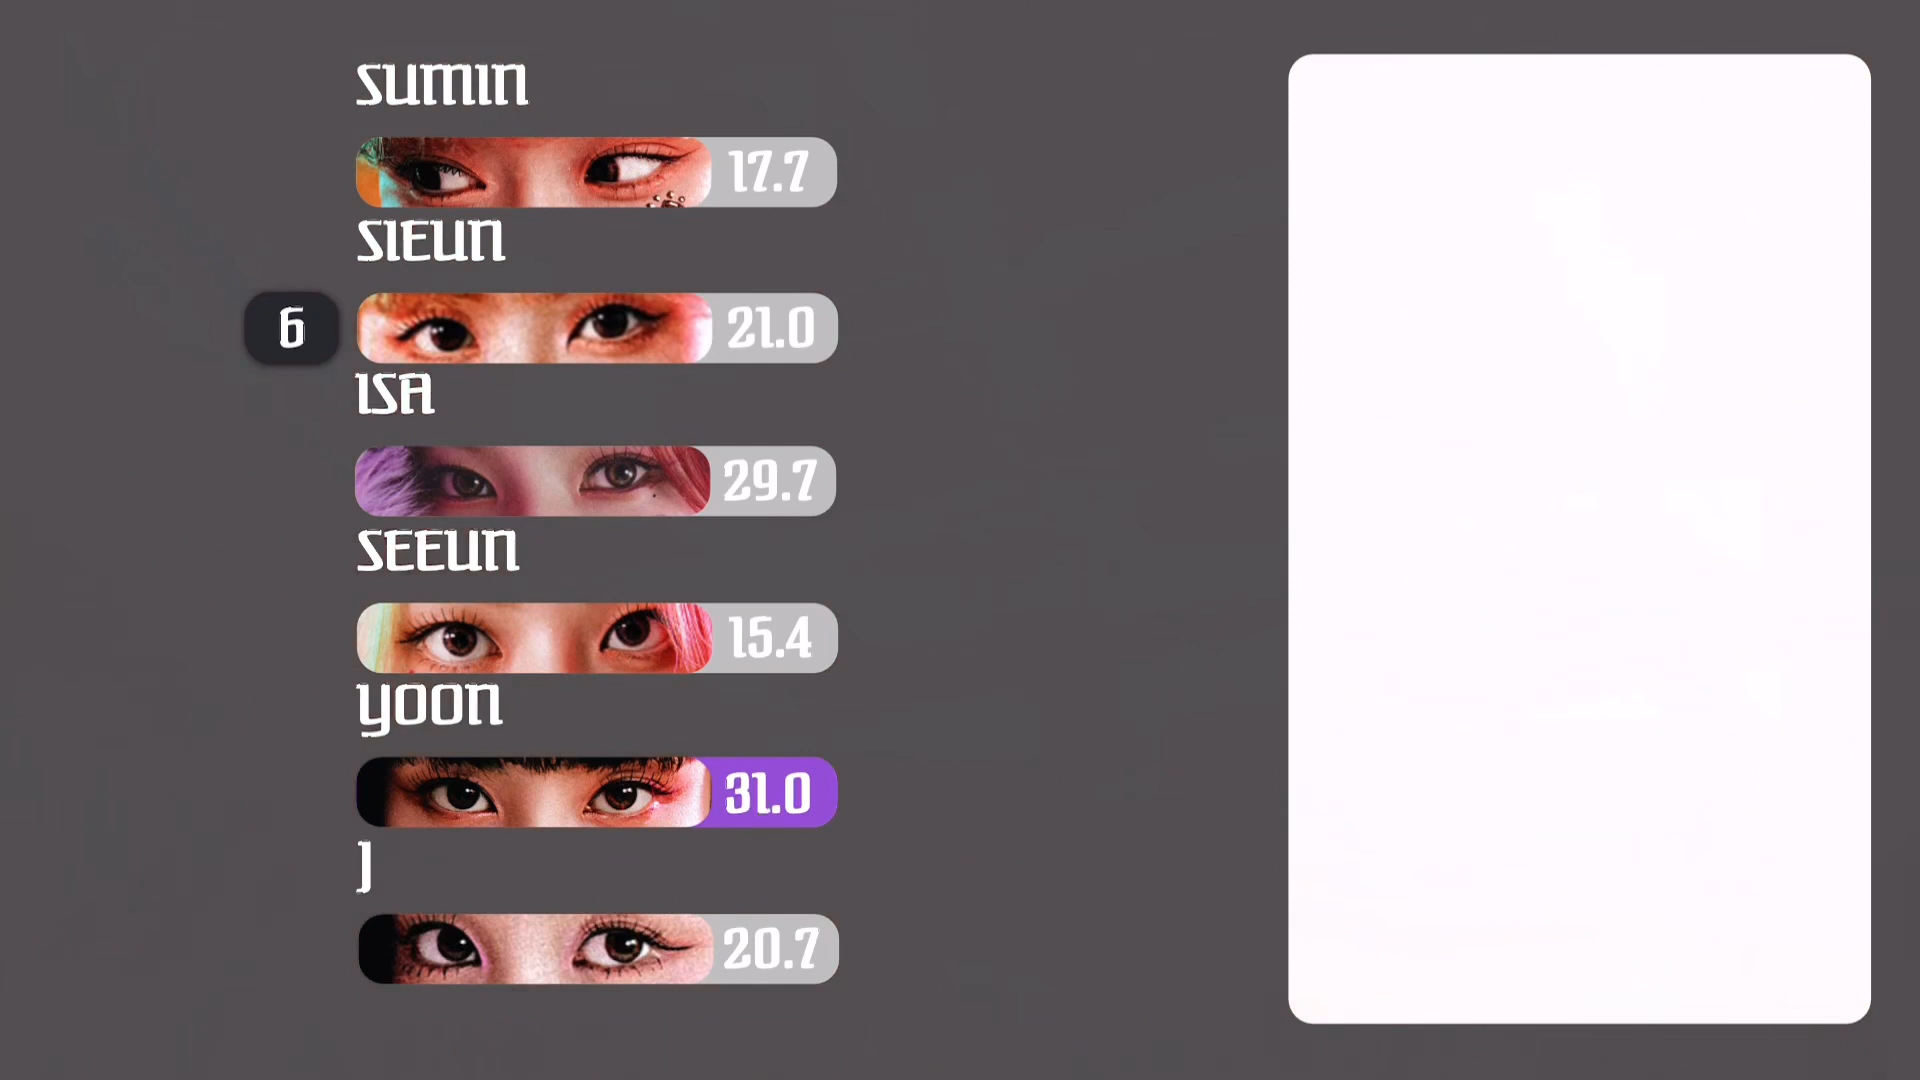 SUMIN
17.7
SIEUN
6
21.0
ISA
29.7
SEEUN
15.4
YOON
31.0
J
20.7